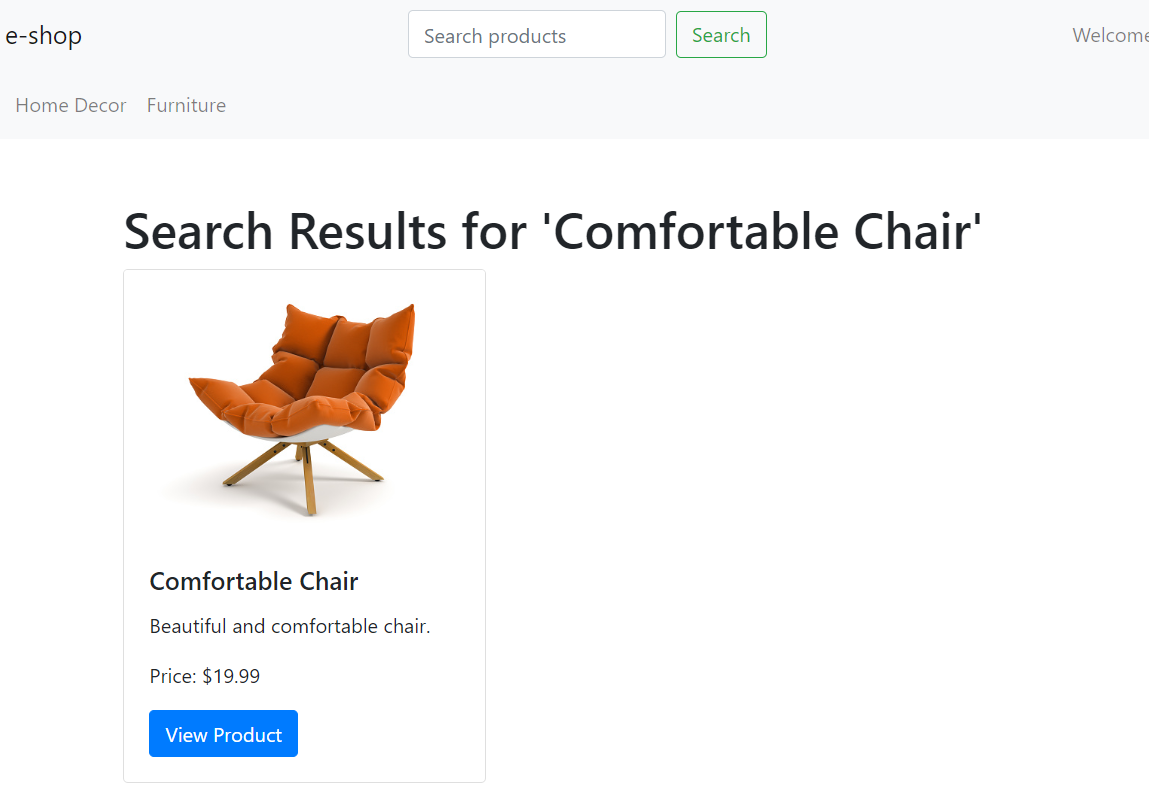 e-shop
Search products
Search
Welcome
Home Decor
Furniture
Search Results for 'Comfortable Chair'
Comfortable Chair
Beautiful and comfortable chair.
Price: $19.99
View Product